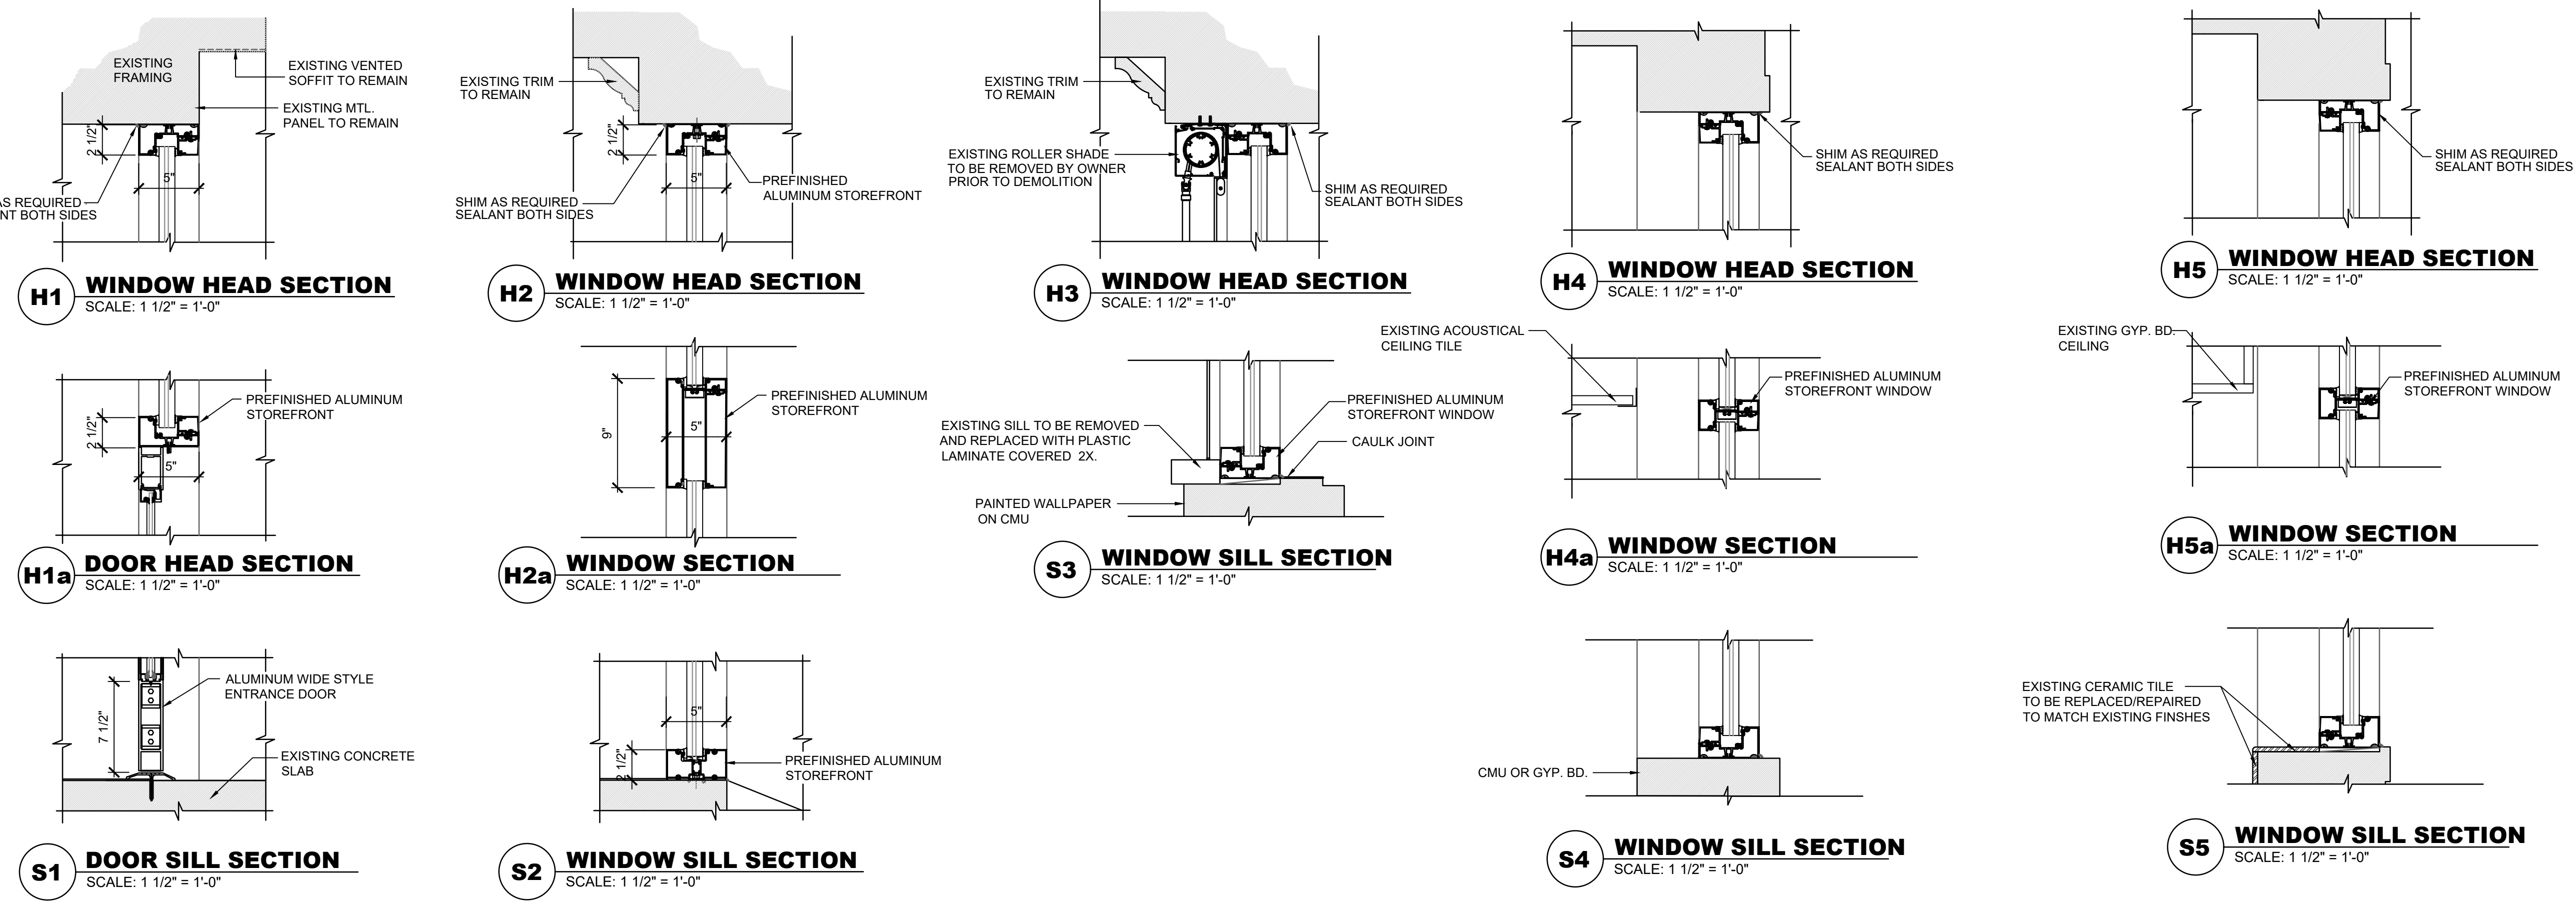 EXISTING
FRAMING
EXISTING VENTED
SOFFIT TO REMAIN
EXISTING MTL.
PANEL TO REMAIN
2 1/2"
5"
AS REQUIRED
NT BOTH SIDES
H1
WINDOW HEAD SECTION
SCALE: 1 1/2" = 1'-0"
EXISTING TRIM
TO REMAIN
2 1/2"
5"
SHIM AS REQUIRED
SEALANT BOTH SIDES
PREFINISHED
ALUMINUM STOREFRONT
H2
WINDOW HEAD SECTION
SCALE: 1 1/2" = 1'-0"
EXISTING TRIM
TO REMAIN
EXISTING ROLLER SHADE
TO BE REMOVED BY OWNER
PRIOR TO DEMOLITION
SHIM AS REQUIRED
SEALANT BOTH SIDES
H3
WINDOW HEAD SECTION
SCALE: 1 1/2" = 1'-0"
SHIM AS REQUIRED
SEALANT BOTH SIDES
H4
WINDOW HEAD SECTION
SCALE: 1 1/2" = 1'-0"
SHIM AS REQUIRED
SEALANT BOTH SIDES
H5
WINDOW HEAD SECTION
SCALE: 1 1/2" = 1'-0"
PREFINISHED ALUMINUM
STOREFRONT
2 1/2"
5"
H1a
DOOR HEAD SECTION
SCALE: 1 1/2" = 1'-0"
PREFINISHED ALUMINUM
STOREFRONT
9"
5"
H2a
WINDOW SECTION
SCALE: 1 1/2" = 1'-0"
PREFINISHED ALUMINUM
STOREFRONT WINDOW
EXISTING SILL TO BE REMOVED
AND REPLACED WITH PLASTIC
LAMINATE COVERED 2X.
CAULK JOINT
PAINTED WALLPAPER
ON CMU
S3
WINDOW SILL SECTION
SCALE: 1 1/2" = 1'-0"
EXISTING ACOUSTICAL
CEILING TILE
PREFINISHED ALUMINUM
STOREFRONT WINDOW
H4a
WINDOW SECTION
SCALE: 1 1/2" = 1'-0"
EXISTING GYP. BD.
CEILING
PREFINISHED ALUMINUM
STOREFRONT WINDOW
H5a
WINDOW SECTION
SCALE: 1 1/2" = 1'-0"
ALUMINUM WIDE STYLE
ENTRANCE DOOR
7 1/2"
EXISTING CONCRETE
SLAB
S1
DOOR SILL SECTION
SCALE: 1 1/2" = 1'-0"
5"
2 1/2"
PREFINISHED ALUMINUM
STOREFRONT
S2
WINDOW SILL SECTION
SCALE: 1 1/2" = 1'-0"
CMU OR GYP. BD.
S4
WINDOW SILL SECTION
SCALE: 1 1/2" = 1'-0"
EXISTING CERAMIC TILE
TO BE REPLACED/REPAIRED
TO MATCH EXISTING FINSHES
S5
WINDOW SILL SECTION
SCALE: 1 1/2" = 1'-0"